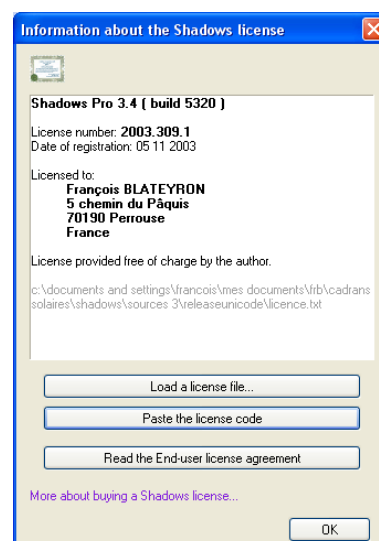 Information about the Shadows license
Shadows Pro 3.4 ( build 5320 )
License number: 2003.309.1
Date of registration: 05 11 2003
Licensed to:
François BLATEYRON
5 chemin du Pâquis
70190 Perrouse
France
License provided free of charge by the author.
c:\documents and settings\francois\mes documents\frb\cadrans
solaires\shadows\sources 3\releaseunicode\licence.txt
Load a license file...
Paste the license code
Read the End-user license agreement
More about buying a Shadows license...
OK